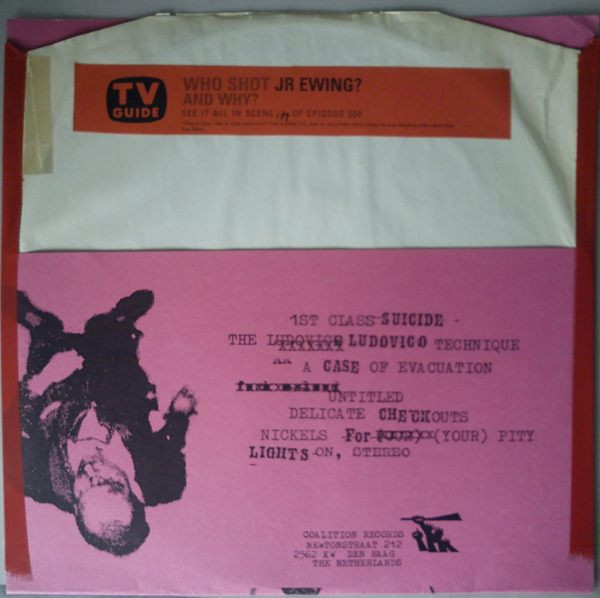 TV
GUIDE
WHO SHOT JR EWING?
AND WHY?
SEE IT ALL IN SCENE OF EPISODE 200
1ST CLASS SUICIDE -
THE LUDOVICO LUDOVICO TECHNIQUE
A CASE OF EVACUATION
UNTITLED
DELICATE CHECKOUTS
NICKELS For (YOUR) PITY
LIGHTS ON, STEREO
COALITION RECORDS
NEWTONSTRAAT 212
2562 KW DEN HAAG
THE NETHERLANDS